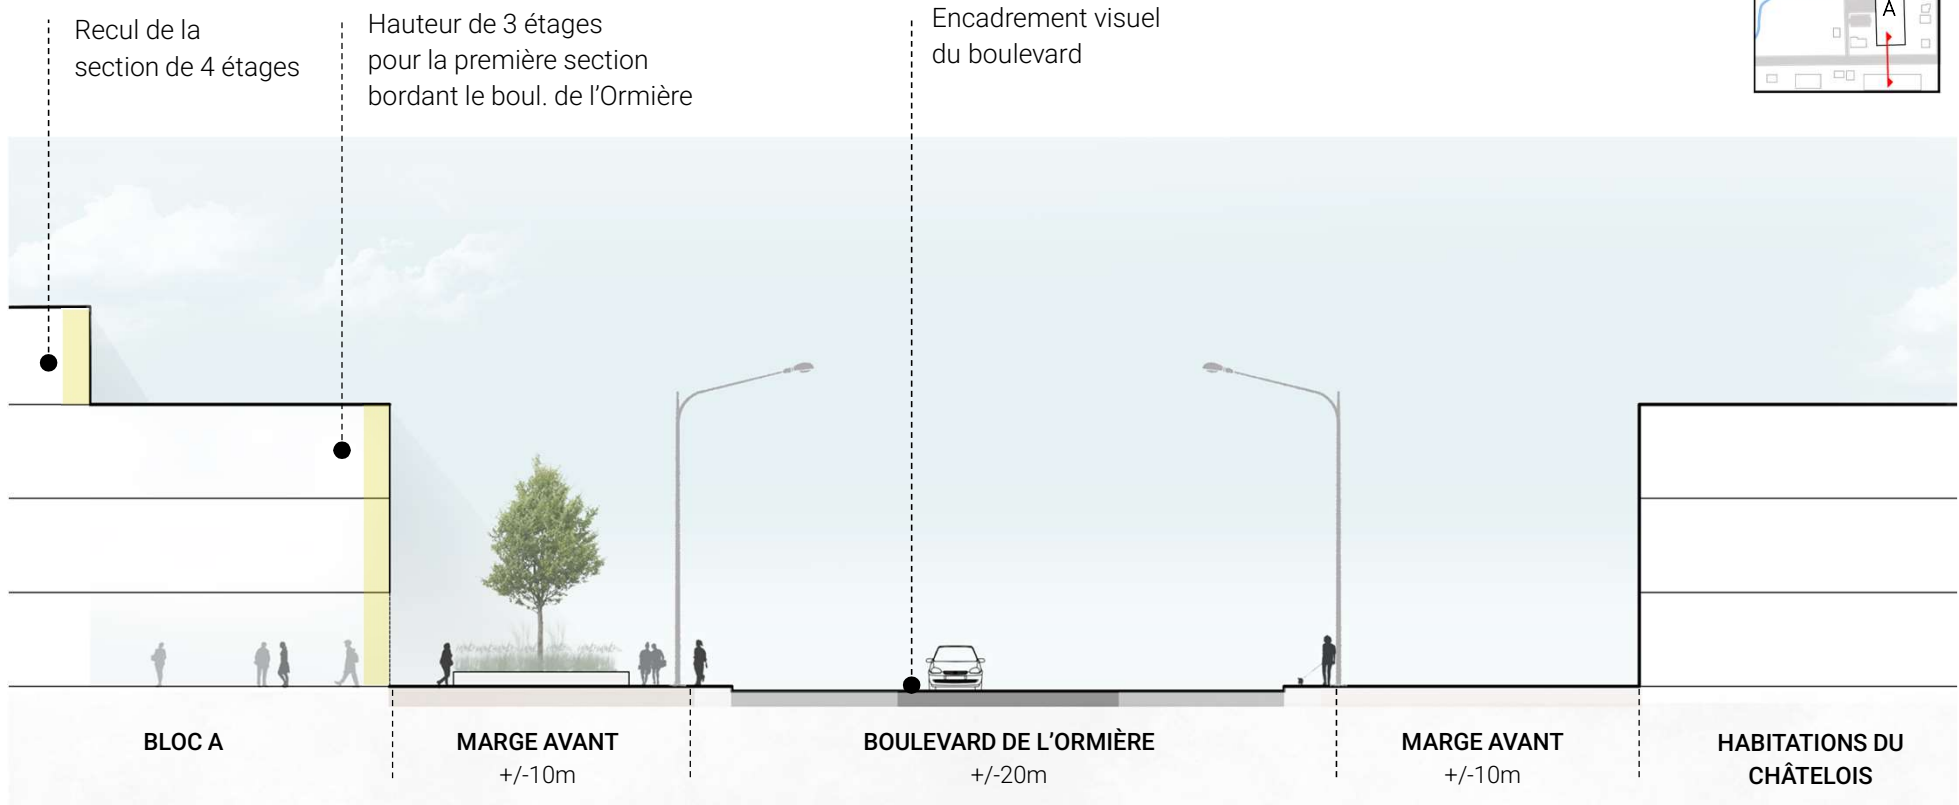 Recul de la
section de 4 étages
Hauteur de 3 étages
pour la première section
bordant le boul. de l’Ormière
Encadrement visuel
du boulevard
A
BLOC A
MARGE AVANT
+/-10m
BOULEVARD DE L’ORMIÈRE
+/-20m
MARGE AVANT
+/-10m
HABITATIONS DU
CHÂTELOIS